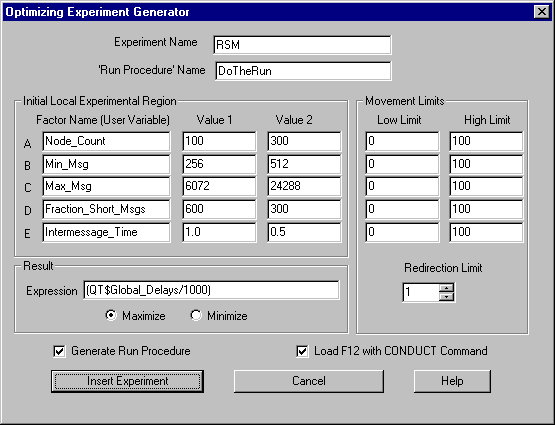 Optimizing Experiment Generator
Experiment Name RSM
'Run Procedure' Name DoTheRun
Initial Local Experimental Region Movement Limits
Factor Name (User Variable) Value 1 Value 2 Low Limit High Limit
A Node_Count 100 300 0 100
B Min_Msg 256 512 0 100
C Max_Msg 6072 24288 0 100
D Fraction_Short_Msgs 600 300 0 100
E Intermessage_Time 1.0 0.5 0 100
Result Redirection Limit
Expression (QT$Global_Delays/1000) 1
Maximize Minimize
Generate Run Procedure Load F12 with CONDUCT Command
Insert Experiment Cancel Help